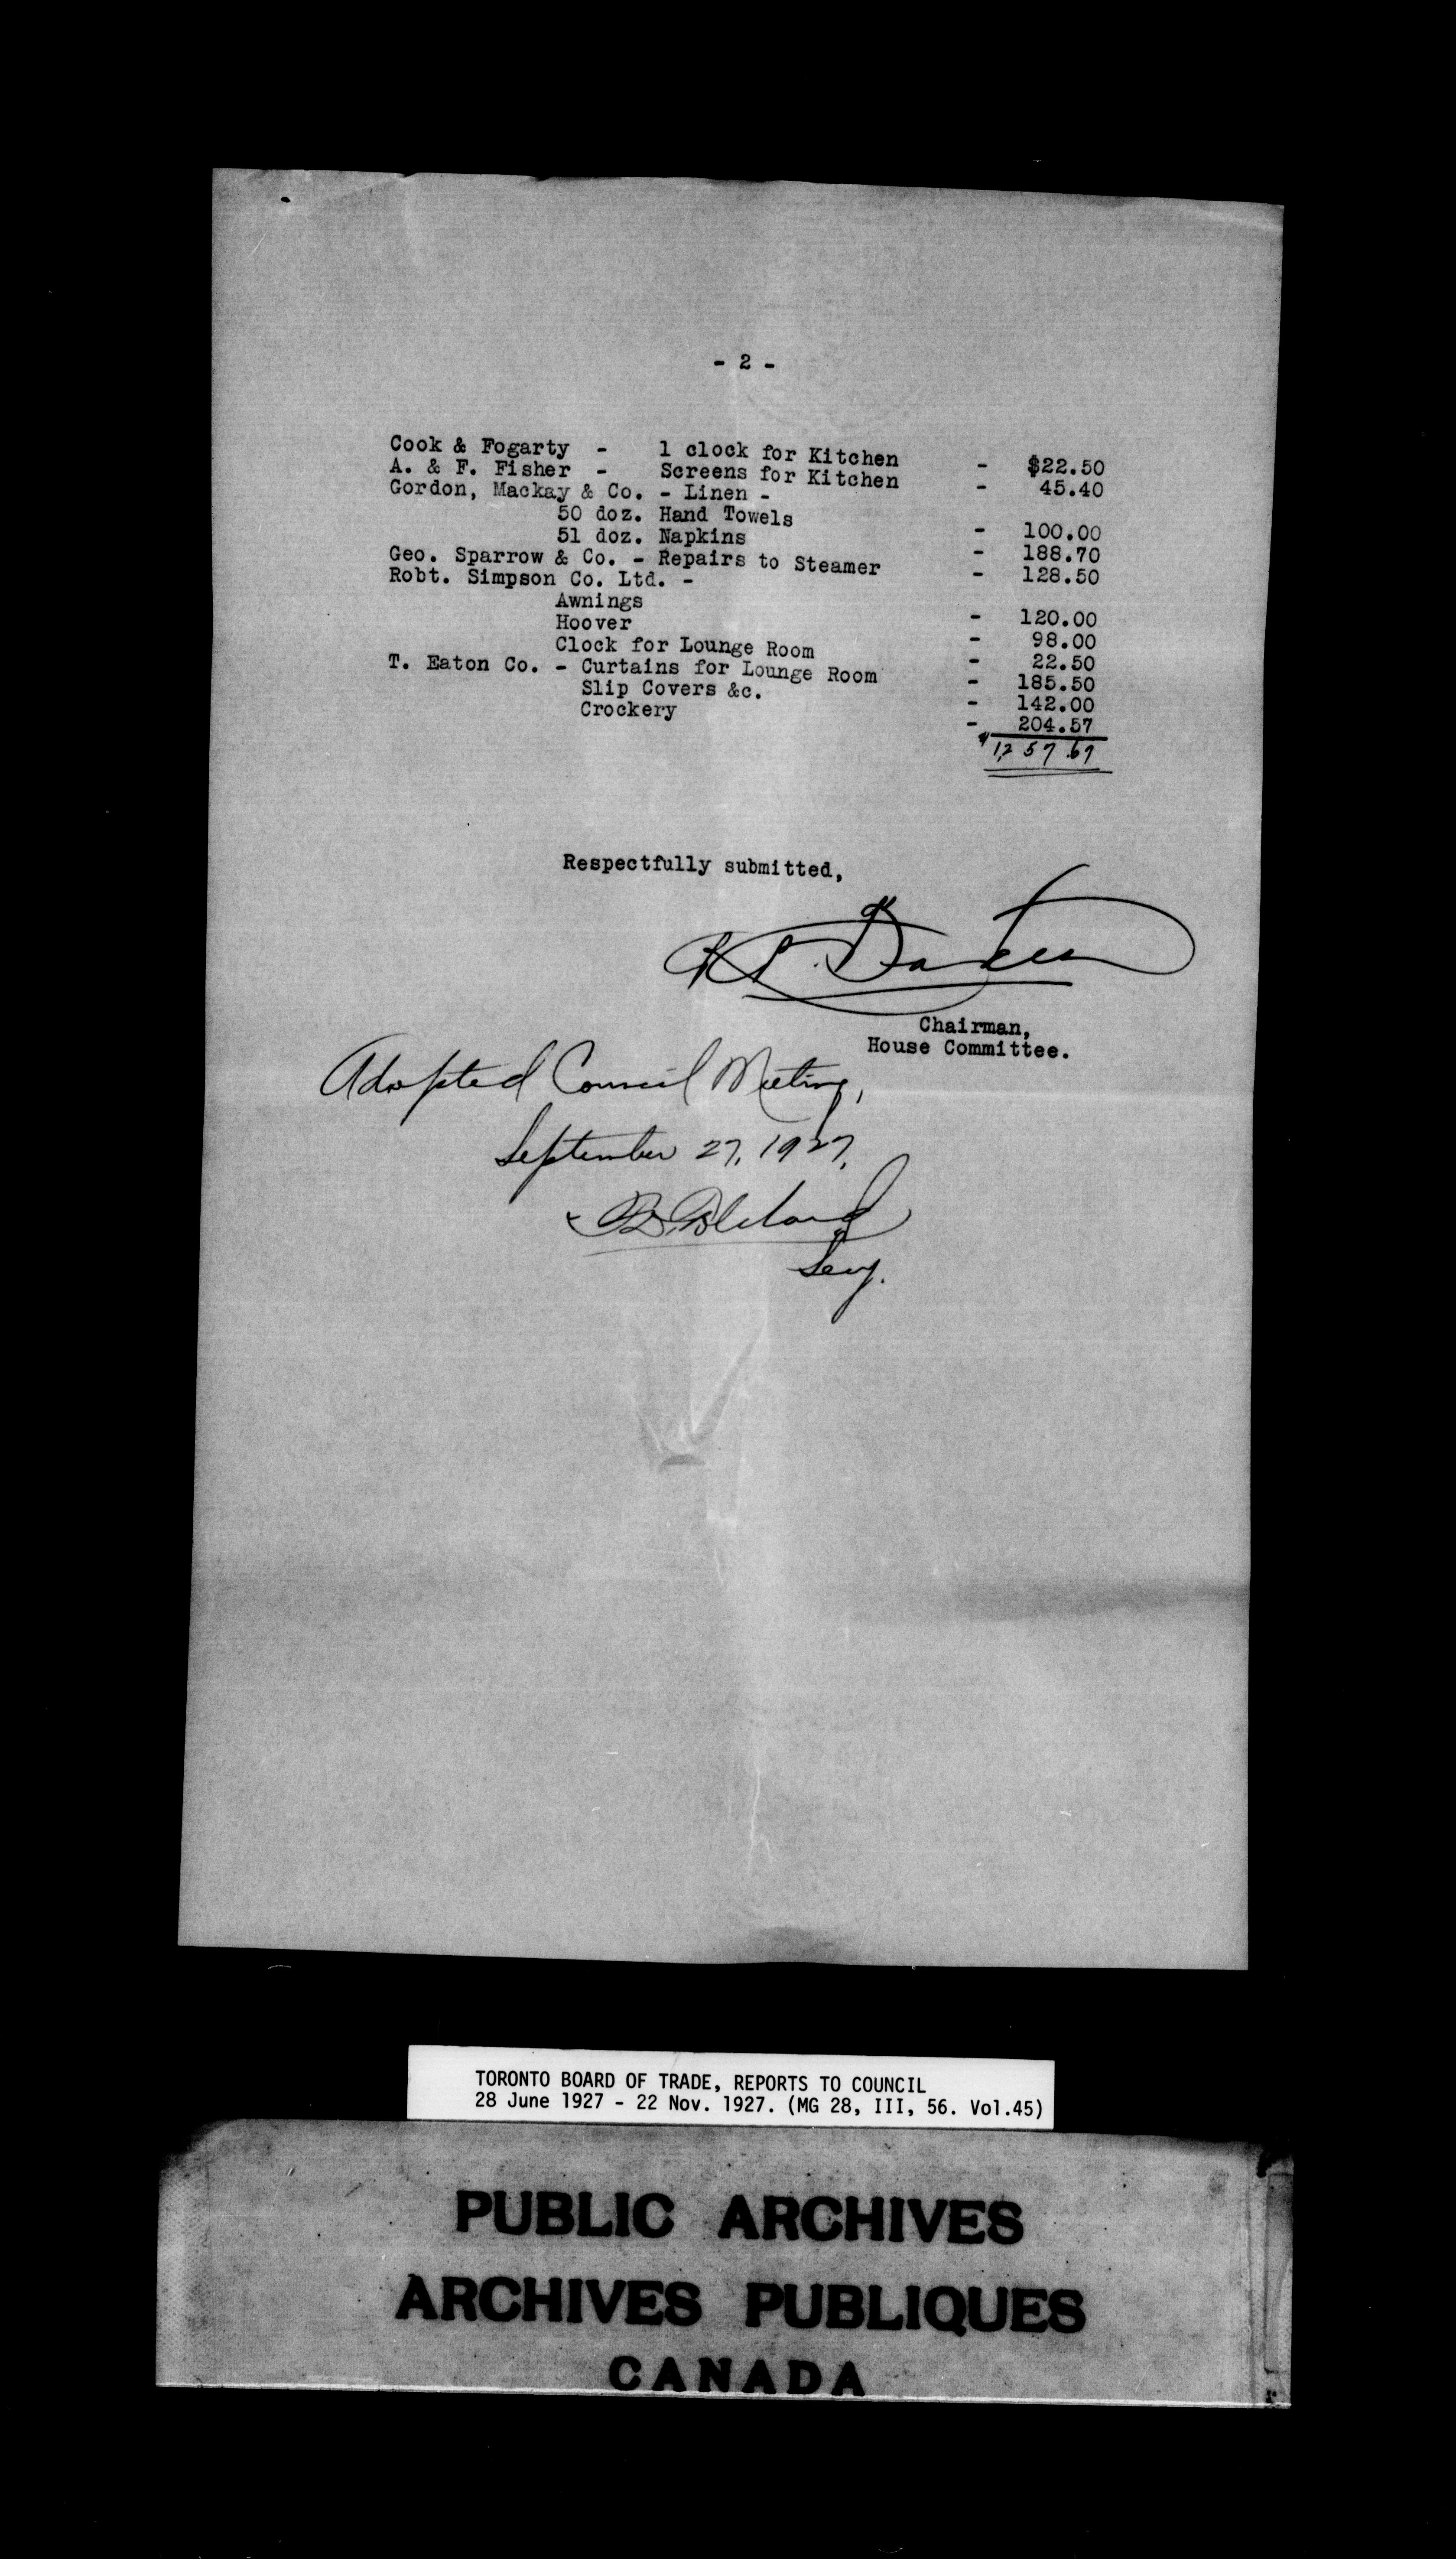 - 2 -
Cook & Fogarty - 1 clock for Kitchen - $22.50
A. & F. Fisher - Screens for Kitchen - 45.40
Gordon, Mackay & Co. - Linen -
50 doz. Hand Towels - 100.00
51 doz. Napkins - 188.70
Geo. Sparrow & Co. - Repairs to Steamer - 128.50
Robt. Simpson Co. Ltd. -
Awnings - 120.00
Hoover - 98.00
Clock for Lounge Room - 22.50
T. Eaton Co. - Curtains for Lounge Room - 185.50
Slip Covers &c. - 142.00
Crockery - 204.57
$1,257.67
Respectfully submitted,
Chairman,
House Committee.
Adopted Council Meeting,
September 27, 1927.
Secy.
TORONTO BOARD OF TRADE, REPORTS TO COUNCIL
28 June 1927 - 22 Nov. 1927. (MG 28, III, 56. Vol.45)
PUBLIC ARCHIVES
ARCHIVES PUBLIQUES
CANADA